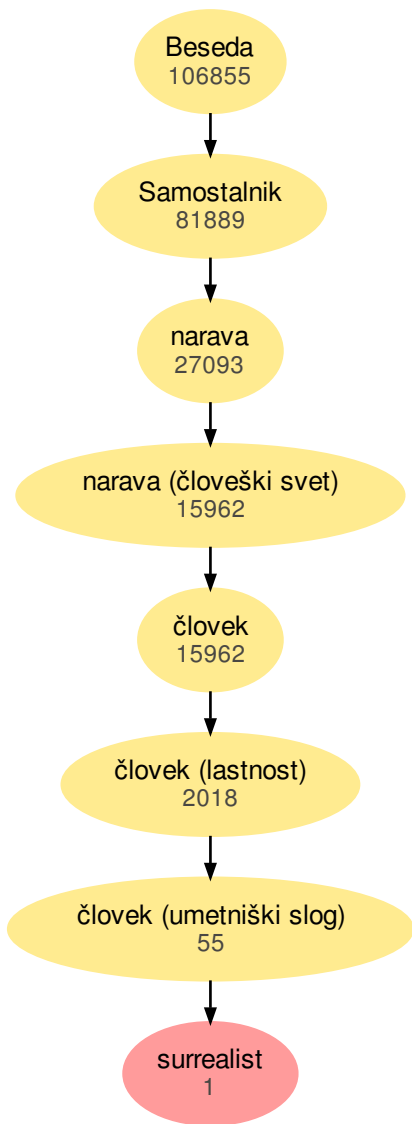 Beseda
106855
Samostalnik
81889
narava
27093
narava (človeški svet)
15962
človek
15962
človek (lastnost)
2018
človek (umetniški slog)
55
surrealist
1